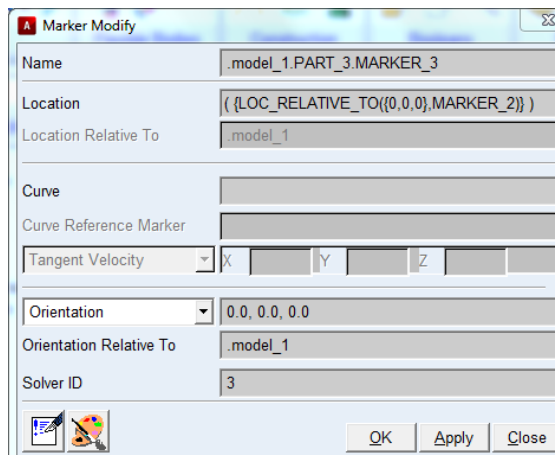 Marker Modify
Name .model_1.PART_3.MARKER_3
Location ( {LOC_RELATIVE_TO({0,0,0},MARKER_2)} )
Location Relative To .model_1
Curve
Curve Reference Marker
Tangent Velocity X Y Z
Orientation 0.0, 0.0, 0.0
Orientation Relative To .model_1
Solver ID 3
OK Apply Close